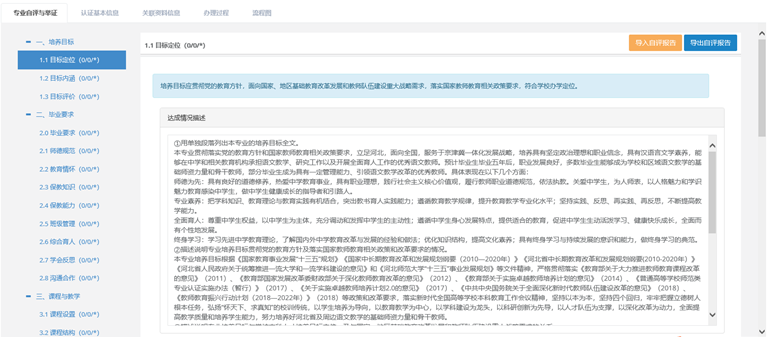 专业自评与举证 认证基本信息 关联资料信息 办理过程 流程图
一、培养目标
1.1 目标定位（0/0/*）
1.2 目标内涵（0/0/*）
1.3 目标评价（0/0/*）
二、毕业要求
2.0 毕业要求（0/0/*）
2.1 师德规范（0/0/*）
2.2 教育情怀（0/0/*）
2.3 保教知识（0/0/*）
2.4 保教能力（0/0/*）
2.5 班级管理（0/0/*）
2.6 综合育人（0/0/*）
2.7 学会反思（0/0/*）
2.8 沟通合作（0/0/*）
三、课程与教学
3.1 课程设置（0/0/*）
3.2 课程结构（0/0/*）
1.1 目标定位（0/0/*）
导入自评报告 导出自评报告
培养目标应贯彻党的教育方针，面向国家、地区基础教育改革发展和教师队伍建设重大战略需求，落实国家教师教育相关政策要求，符合学校办学定位。
达成情况描述
①用单独段落列出本专业的培养目标全文。
本专业贯彻落实党的教育方针和国家教师教育相关政策要求，立足河北，面向全国，服务于京津冀一体化发展战略，培养具有坚定政治理想和职业信念，具有汉语言文学素养，能
够在中学和相关教育机构承担语文教学、研究工作以及开展全面育人工作的优秀语文教师。预计毕业生毕业五年后，职业发展良好，多数毕业生能够成为学校和区域语文教学的基
础师资力量和骨干教师，部分毕业生成为具有一定管理能力、引领语文教学改革的优秀教师。具体表现在以下几个方面：
师德为先：具有良好的道德修养，热爱中学教育事业，具有职业理想，践行社会主义核心价值观，履行教师职业道德规范，依法执教。关爱中学生，为人师表，以人格魅力和学识
魅力教育感染中学生，做中学生健康成长的指导者和引路人。
专业素养：把学科知识、教育理论与教育实践有机结合，突出教书育人实践能力；遵循教育教学规律，提升教育教学专业化水平；坚持实践、反思、再实践、再反思，不断提高教
学能力。
全面育人：尊重中学生权益，以中学生为主体，充分调动和发挥中学生的主动性；遵循中学生身心发展特点，提供适合的教育，促进中学生生动活泼学习、健康快乐成长，全面而
有个性地发展。
终身学习：学习先进中学教育理论，了解国内外中学教育改革与发展的经验和做法；优化知识结构，提高文化素养；具有终身学习与持续发展的意识和能力，做终身学习的典范。
②描述说明专业培养目标贯彻党的教育方针及落实国家教师教育相关政策和改革要求的情况。
本专业培养目标根据《国家教育事业发展“十三五”规划》《国家中长期教育改革和发展规划纲要（2010—2020年）》《河北省中长期教育改革和发展规划纲要(2010-2020年)》
《河北省人民政府关于统筹推进一流大学和一流学科建设的意见》和《河北师范大学“十三五”事业发展规划》等文件精神，严格贯彻落实《教育部关于大力推进教师教育课程改革
的意见》（2011）、《教育部国家发展改革委财政部关于深化教师教育改革的意见》（2012）、《教育部关于实施卓越教师培养计划的意见》（2014）、《普通高等学校师范类
专业认证实施办法（暂行）》（2017）、《关于实施卓越教师培养计划2.0的意见》（2017）、《中共中央国务院关于全面深化新时代教师队伍建设改革的意见》（2018）、
《教师教育振兴行动计划（2018—2022年）》（2018）等政策和改革要求，落实新时代全国高等学校本科教育工作会议精神，坚持以本为本，坚持四个回归，牢牢把握立德树人
根本任务，弘扬“怀天下、求真知”的校训传统，以学生培养为导向，以教育教学为中心，以学科建设为龙头，以科研创新为先导，以人才队伍为支撑，以深化改革为动力，全面提
高教学质量和培养学生能力，努力培养好河北省及周边语文教学的基础师资力量和骨干教师。